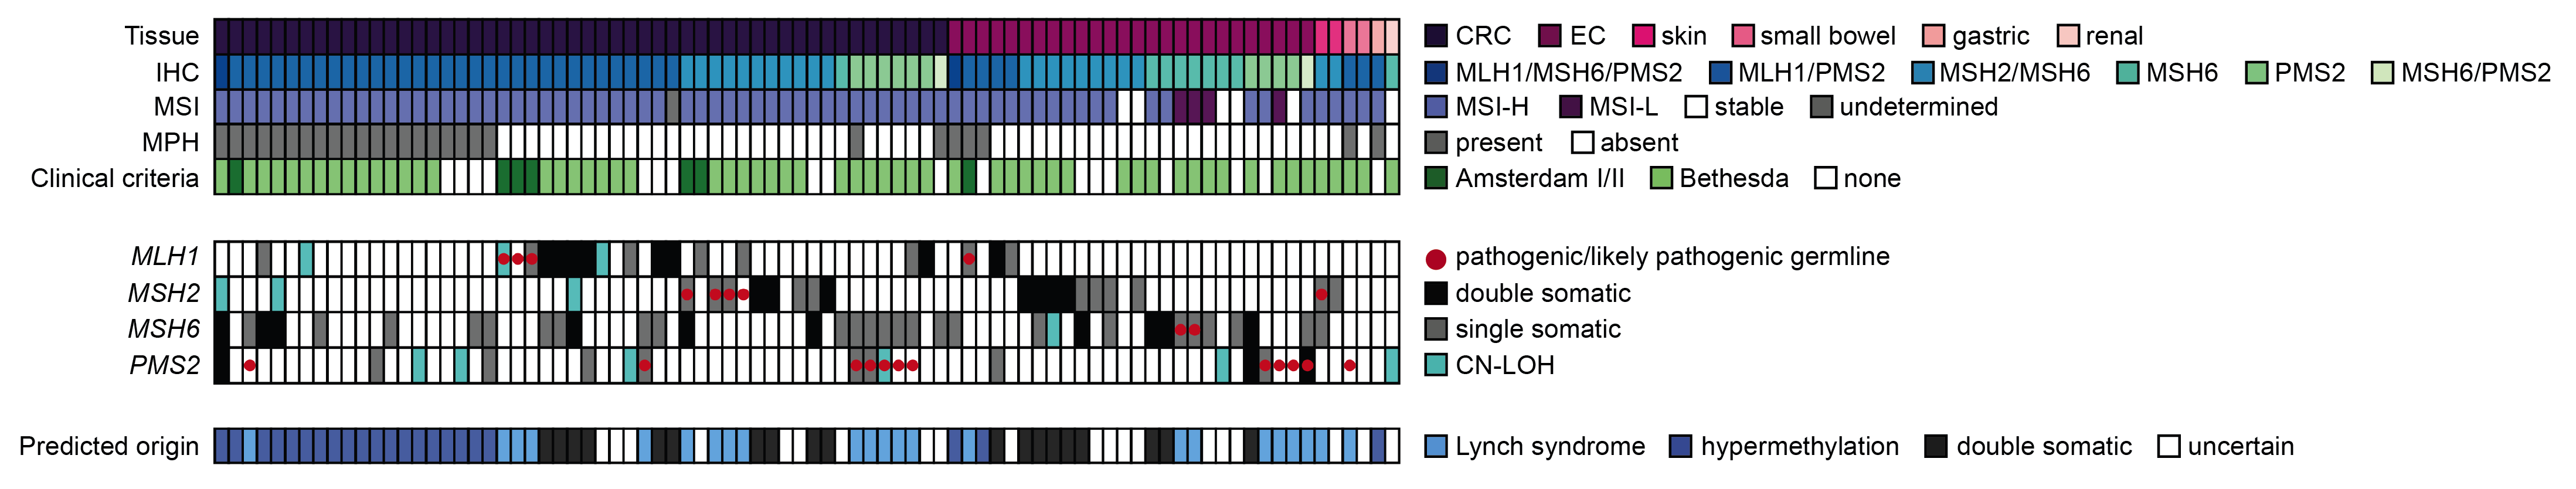 Tissue CRC EC skin small bowel gastric renal
IHC MLH1/MSH6/PMS2 MLH1/PMS2 MSH2/MSH6 MSH6 PMS2 MSH6/PMS2
MSI MSI-H MSI-L stable undetermined
MPH present absent
Clinical criteria Amsterdam I/II Bethesda none
MLH1 pathogenic/likely pathogenic germline
MSH2 double somatic
MSH6 single somatic
PMS2 CN-LOH
Predicted origin Lynch syndrome hypermethylation double somatic uncertain